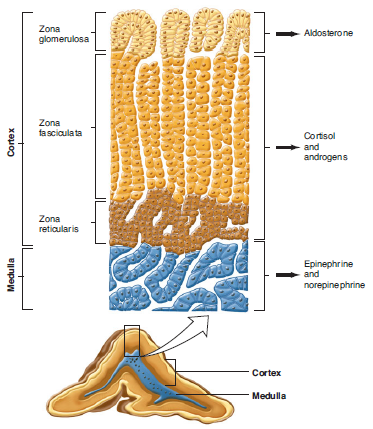 Zona
glomerulosa
Aldosterone
Cortex
Zona
fasciculata
Cortisol
and
androgens
Zona
reticularis
Medulla
Epinephrine
and
norepinephrine
Cortex
Medulla